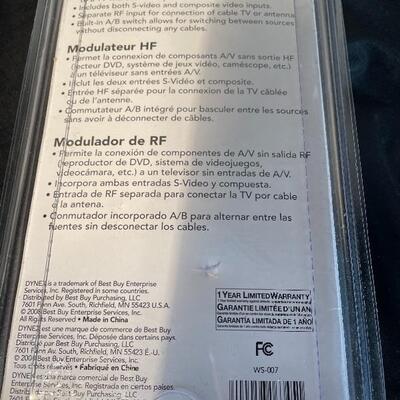 • Includes both S-video and composite video inputs.
• Separate RF input for connection of cable TV or antenna
• Built-in A/B switch allows for switching between sources
without disconnecting any cables.
Modulateur HF
• Permet la connexion de composants A/V sans sortie HF
(lecteur DVD, système de jeux vidéo, caméscope, etc.)
à un téléviseur sans entrées A/V.
• Inclut les deux entrées S-Vidéo et composite.
• Entrée HF séparée pour la connexion de la TV câblée
ou de l'antenne.
• Commutateur A/B intégré pour basculer entre les sources
sans avoir à déconnecter de câbles.
Modulador de RF
• Permite la conexión de componentes de A/V sin salida RF
(reproductor de DVD, sistema de videojuegos,
videocámara, etc.) a un televisor sin entradas de A/V.
• Incorpora ambas entradas S-Video y compuesta.
• Entrada de RF separada para conectar la TV por cable
o la antena.
• Conmutador incorporado A/B para alternar entre las
fuentes sin desconectar los cables.
DYNEX is a trademark of Best Buy Enterprise
Services, Inc. Registered in some countries.
Distributed by Best Buy Purchasing, LLC
7601 Penn Ave. South, Richfield, MN 55423 U.S.A.
© 2008 Best Buy Enterprise Services, Inc.
All rights reserved • Made in China
DYNEX est une marque de commerce de Best Buy
Enterprise Services, Inc. Déposée dans certains pays.
Distribué par Best Buy Purchasing, LLC
7601 Penn Av. South, Richfield, MN 55423 É.-U.
© 2008 Best Buy Enterprise Services, Inc.
Tous droits réservés • Fabriqué en Chine
DYNEX es una marca comercial de Best Buy
Enterprise Services, Inc. Registrada en ciertos países.
1 YEAR LIMITED WARRANTY
GARANTIE LIMITÉE D'UN AN
GARANTÍA LIMITADA DE 1 AÑO
FC
WS-007